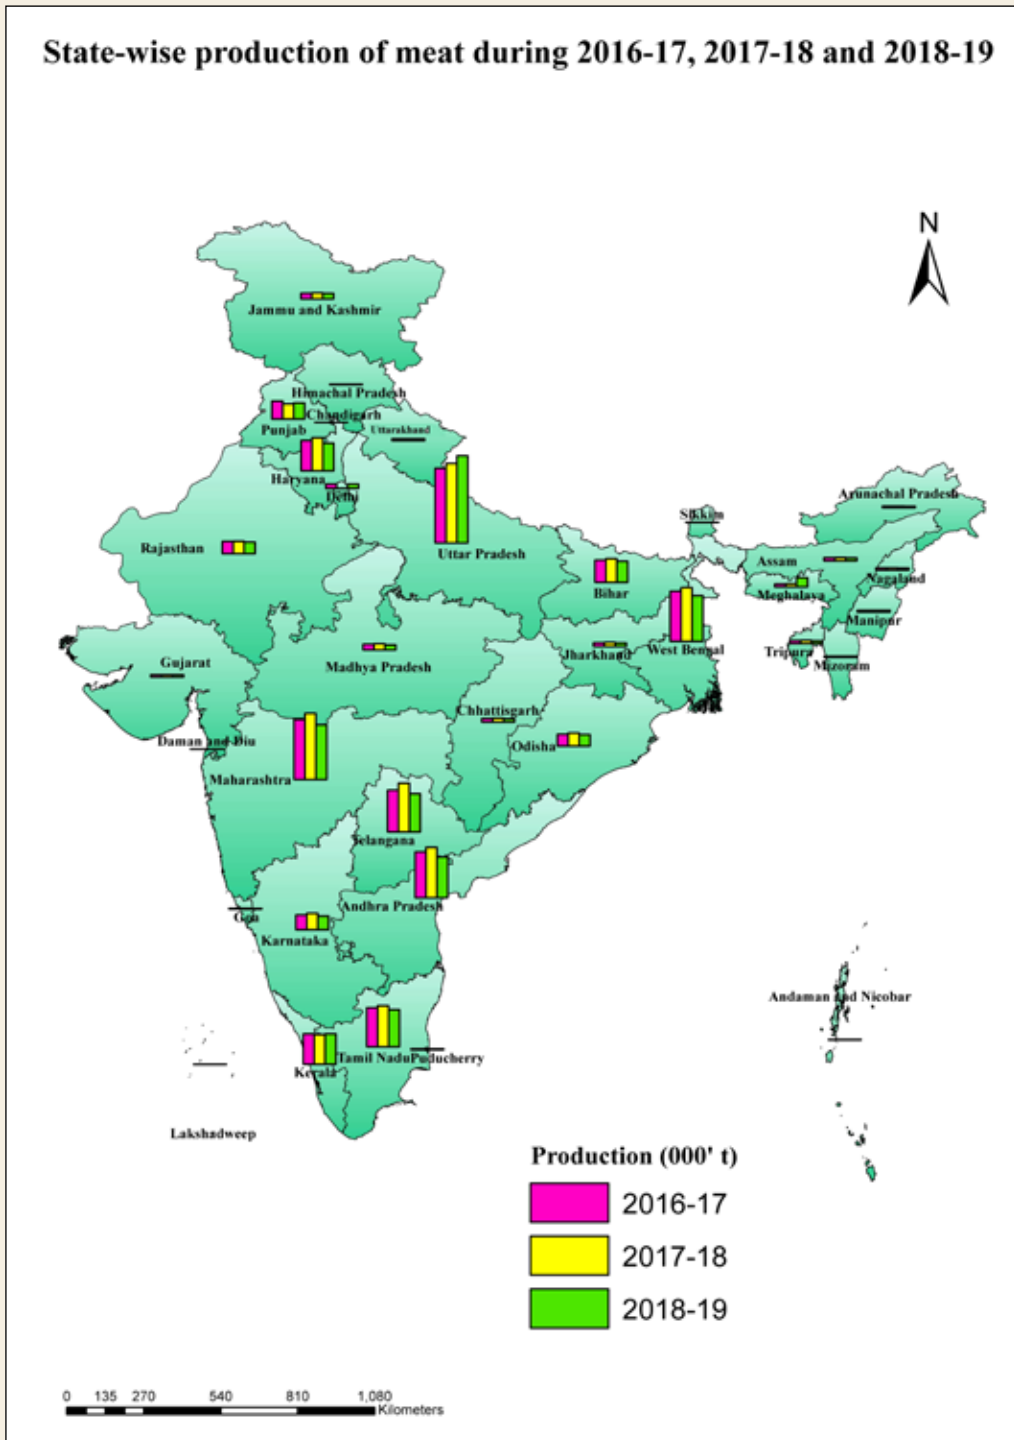 State-wise production of meat during 2016-17, 2017-18 and 2018-19
N
Jammu and Kashmir
Himachal Pradesh
Chandigarh
Punjab
Uttarakhand
Haryana
Delhi
Arunachal Pradesh
Sikkim
Rajasthan
Uttar Pradesh
Assam
Nagaland
Bihar
Meghalaya
Manipur
West Bengal
Jharkhand
Tripura
Mizoram
Gujarat
Madhya Pradesh
Chhattisgarh
Daman and Diu
Odisha
Maharashtra
Telangana
Andhra Pradesh
Goa
Karnataka
Andaman and Nicobar
Tamil Nadu
Puducherry
Kerala
Lakshadweep
Production (000' t)
2016-17
2017-18
2018-19
0 135 270 540 810 1,080
Kilometers